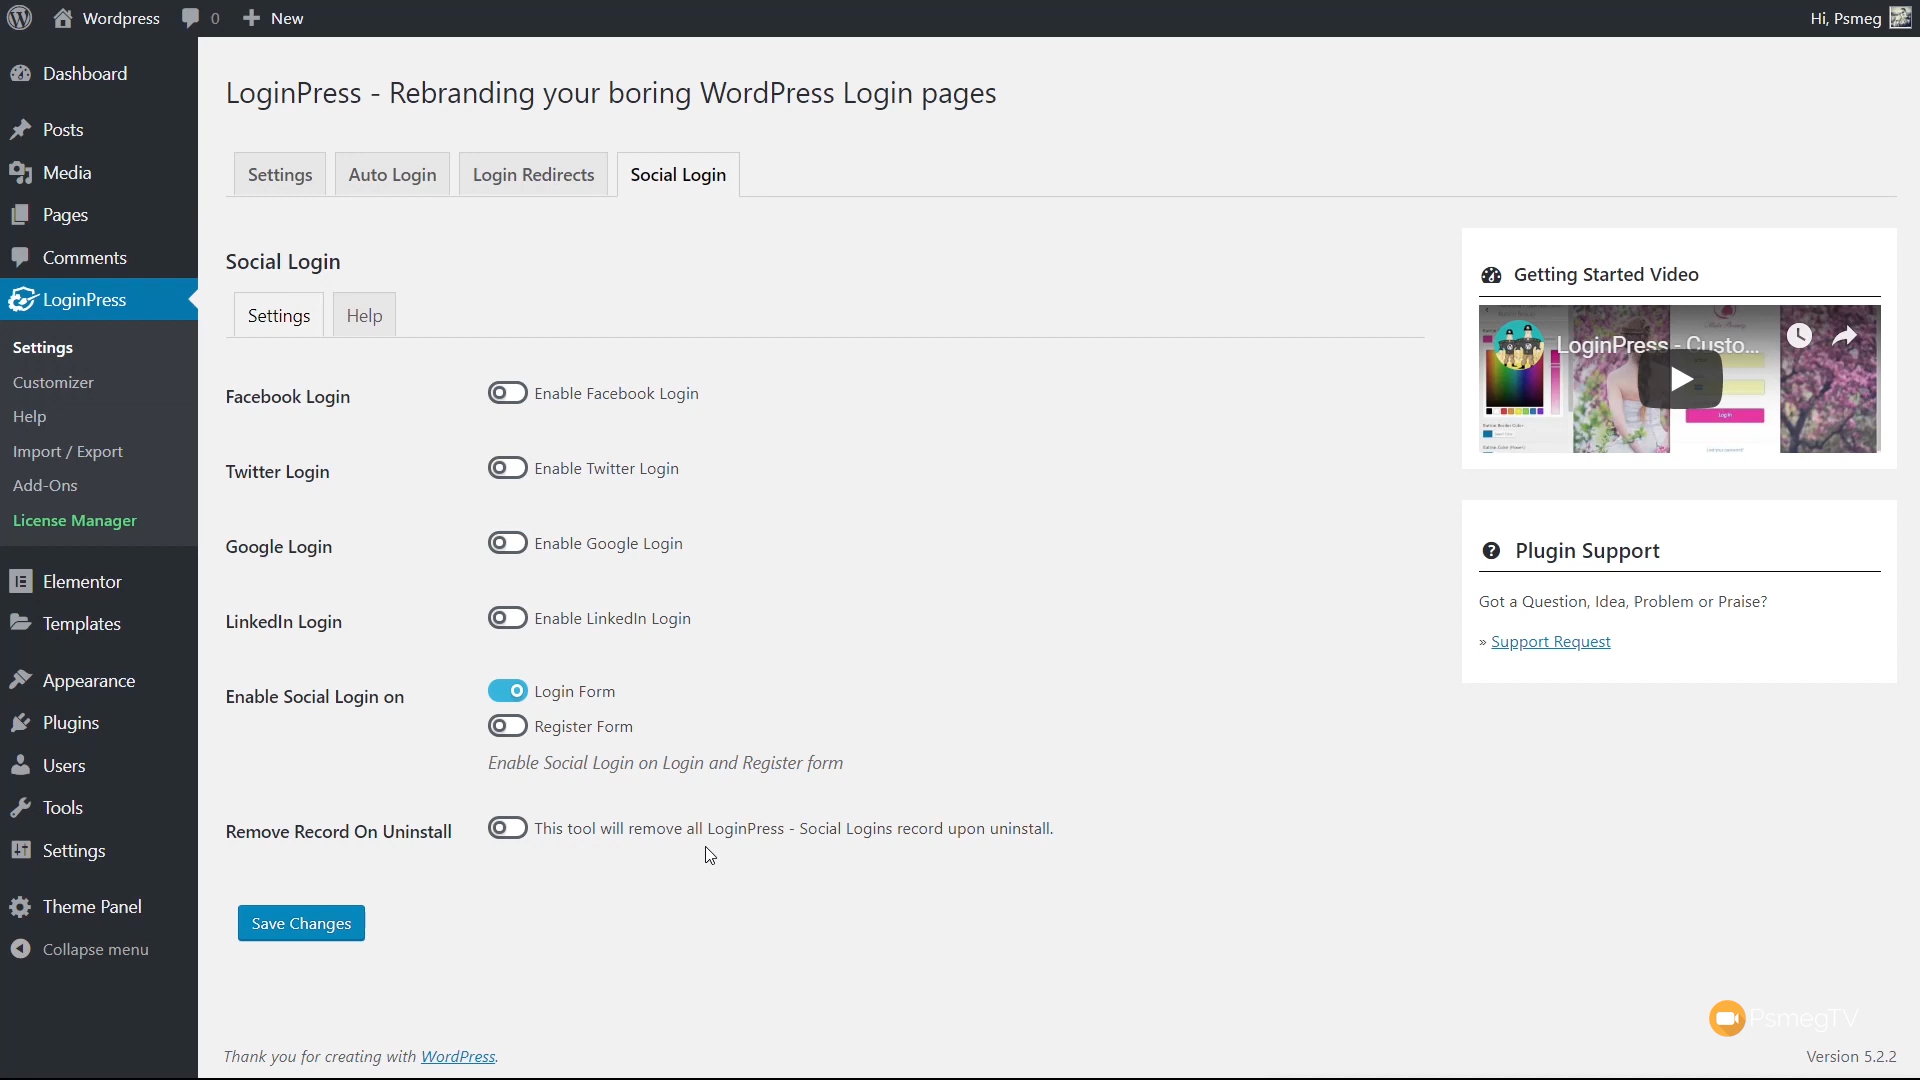 Wordpress
0
New
Hi, Psmeg
Dashboard
Posts
Media
Pages
Comments
LoginPress
Settings
Customizer
Help
Import / Export
Add-Ons
License Manager
Elementor
Templates
Appearance
Plugins
Users
Tools
Settings
Theme Panel
Collapse menu
LoginPress - Rebranding your boring WordPress Login pages
Settings
Auto Login
Login Redirects
Social Login
Social Login
Settings
Help
Facebook Login
Enable Facebook Login
Twitter Login
Enable Twitter Login
Google Login
Enable Google Login
LinkedIn Login
Enable LinkedIn Login
Enable Social Login on
Login Form
Register Form
Enable Social Login on Login and Register form
Remove Record On Uninstall
This tool will remove all LoginPress - Social Logins record upon uninstall.
Save Changes
Getting Started Video
LoginPress - Custo...
Log In
Plugin Support
Got a Question, Idea, Problem or Praise?
» Support Request
PsmegTV
Thank you for creating with WordPress.
Version 5.2.2